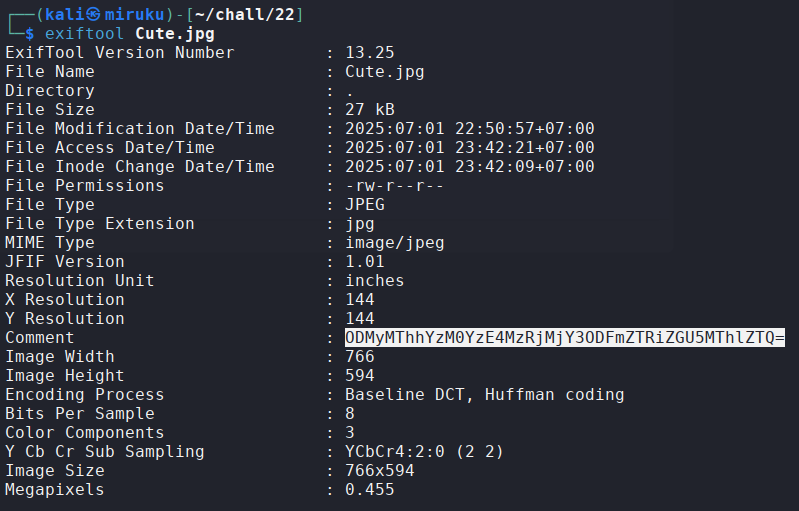 ┌──(kali㉿miruku)-[~/chall/22]
└─$ exiftool Cute.jpg
ExifTool Version Number : 13.25
File Name : Cute.jpg
Directory : .
File Size : 27 kB
File Modification Date/Time : 2025:07:01 22:50:57+07:00
File Access Date/Time : 2025:07:01 23:42:21+07:00
File Inode Change Date/Time : 2025:07:01 23:42:09+07:00
File Permissions : -rw-r--r--
File Type : JPEG
File Type Extension : jpg
MIME Type : image/jpeg
JFIF Version : 1.01
Resolution Unit : inches
X Resolution : 144
Y Resolution : 144
Comment : ODMyMThhYzM0YzE4MzRjMjY3ODFmZTRiZGU5MThlZTQ=
Image Width : 766
Image Height : 594
Encoding Process : Baseline DCT, Huffman coding
Bits Per Sample : 8
Color Components : 3
Y Cb Cr Sub Sampling : YCbCr4:2:0 (2 2)
Image Size : 766x594
Megapixels : 0.455